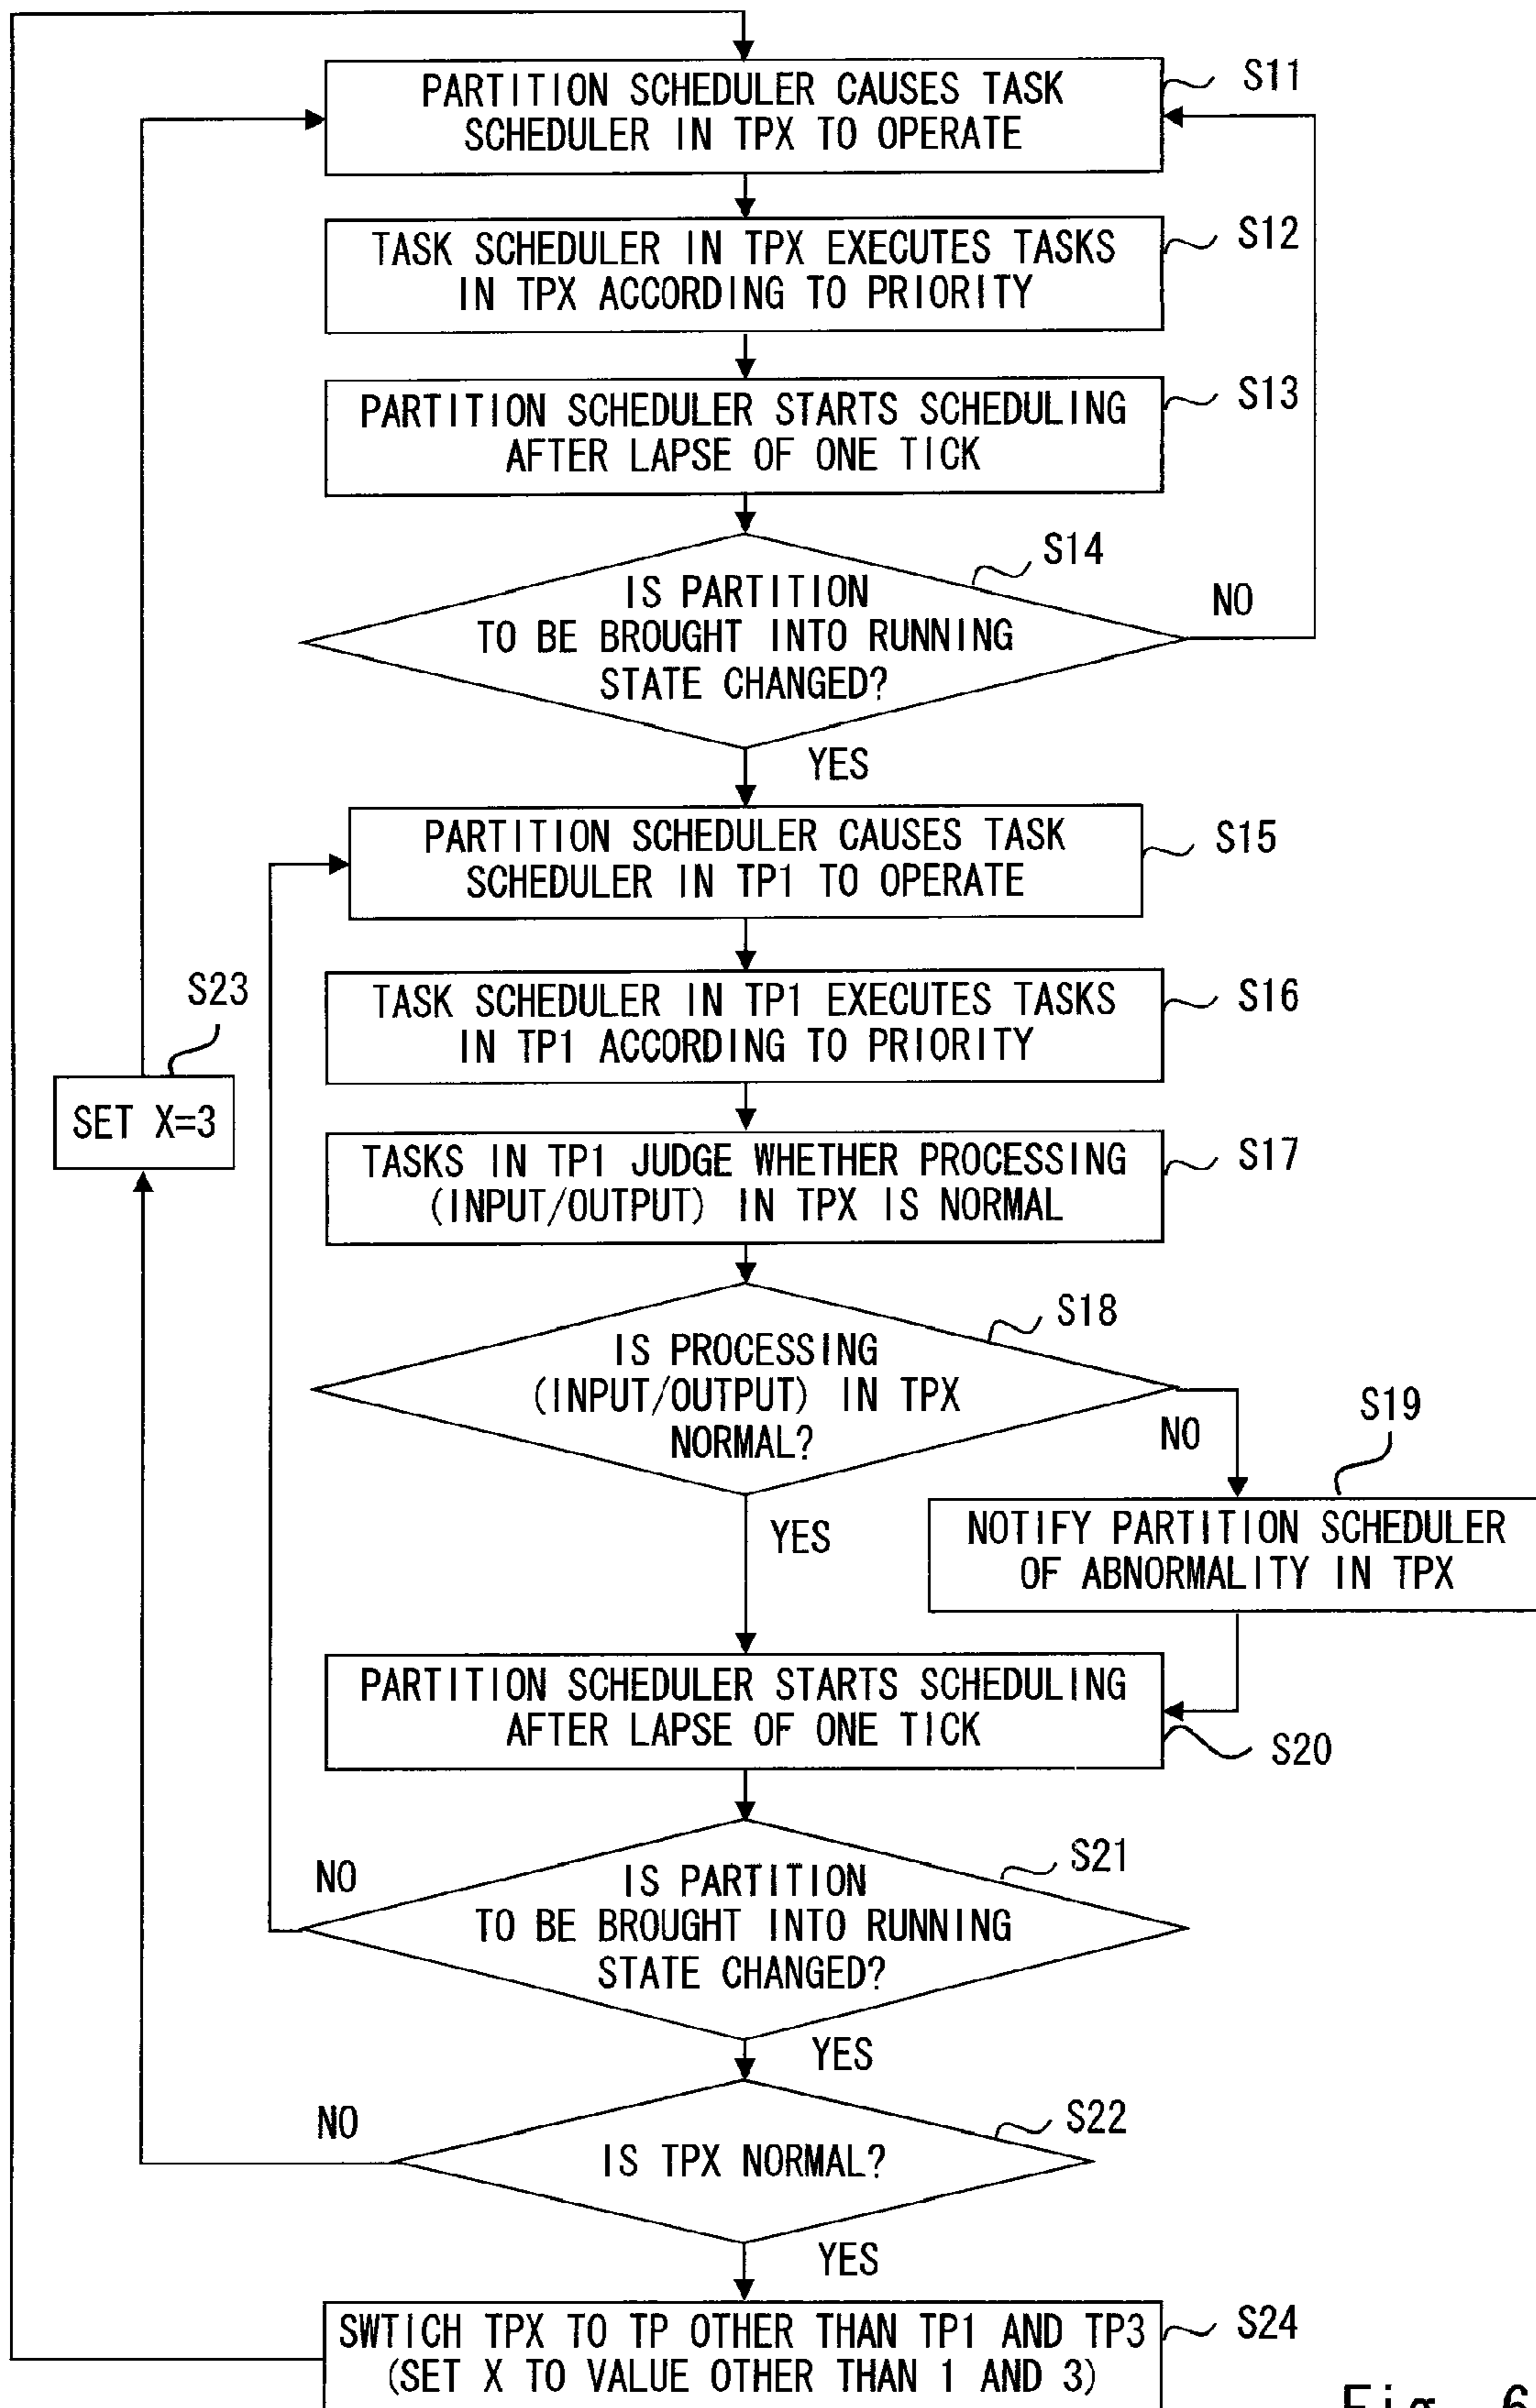 PARTITION SCHEDULER CAUSES TASK
SCHEDULER IN TPX TO OPERATE
S11
TASK SCHEDULER IN TPX EXECUTES TASKS
IN TPX ACCORDING TO PRIORITY
S12
PARTITION SCHEDULER STARTS SCHEDULING
AFTER LAPSE OF ONE TICK
S13
IS PARTITION
TO BE BROUGHT INTO RUNNING
STATE CHANGED?
S14
NO
YES
PARTITION SCHEDULER CAUSES TASK
SCHEDULER IN TP1 TO OPERATE
S15
TASK SCHEDULER IN TP1 EXECUTES TASKS
IN TP1 ACCORDING TO PRIORITY
S16
S23
SET X=3
TASKS IN TP1 JUDGE WHETHER PROCESSING
(INPUT/OUTPUT) IN TPX IS NORMAL
S17
IS PROCESSING
(INPUT/OUTPUT) IN TPX
NORMAL?
S18
NO
YES
S19
NOTIFY PARTITION SCHEDULER
OF ABNORMALITY IN TPX
PARTITION SCHEDULER STARTS SCHEDULING
AFTER LAPSE OF ONE TICK
S20
IS PARTITION
TO BE BROUGHT INTO RUNNING
STATE CHANGED?
S21
NO
YES
IS TPX NORMAL?
S22
NO
YES
SWTICH TPX TO TP OTHER THAN TP1 AND TP3
(SET X TO VALUE OTHER THAN 1 AND 3)
S24
Fig. 6